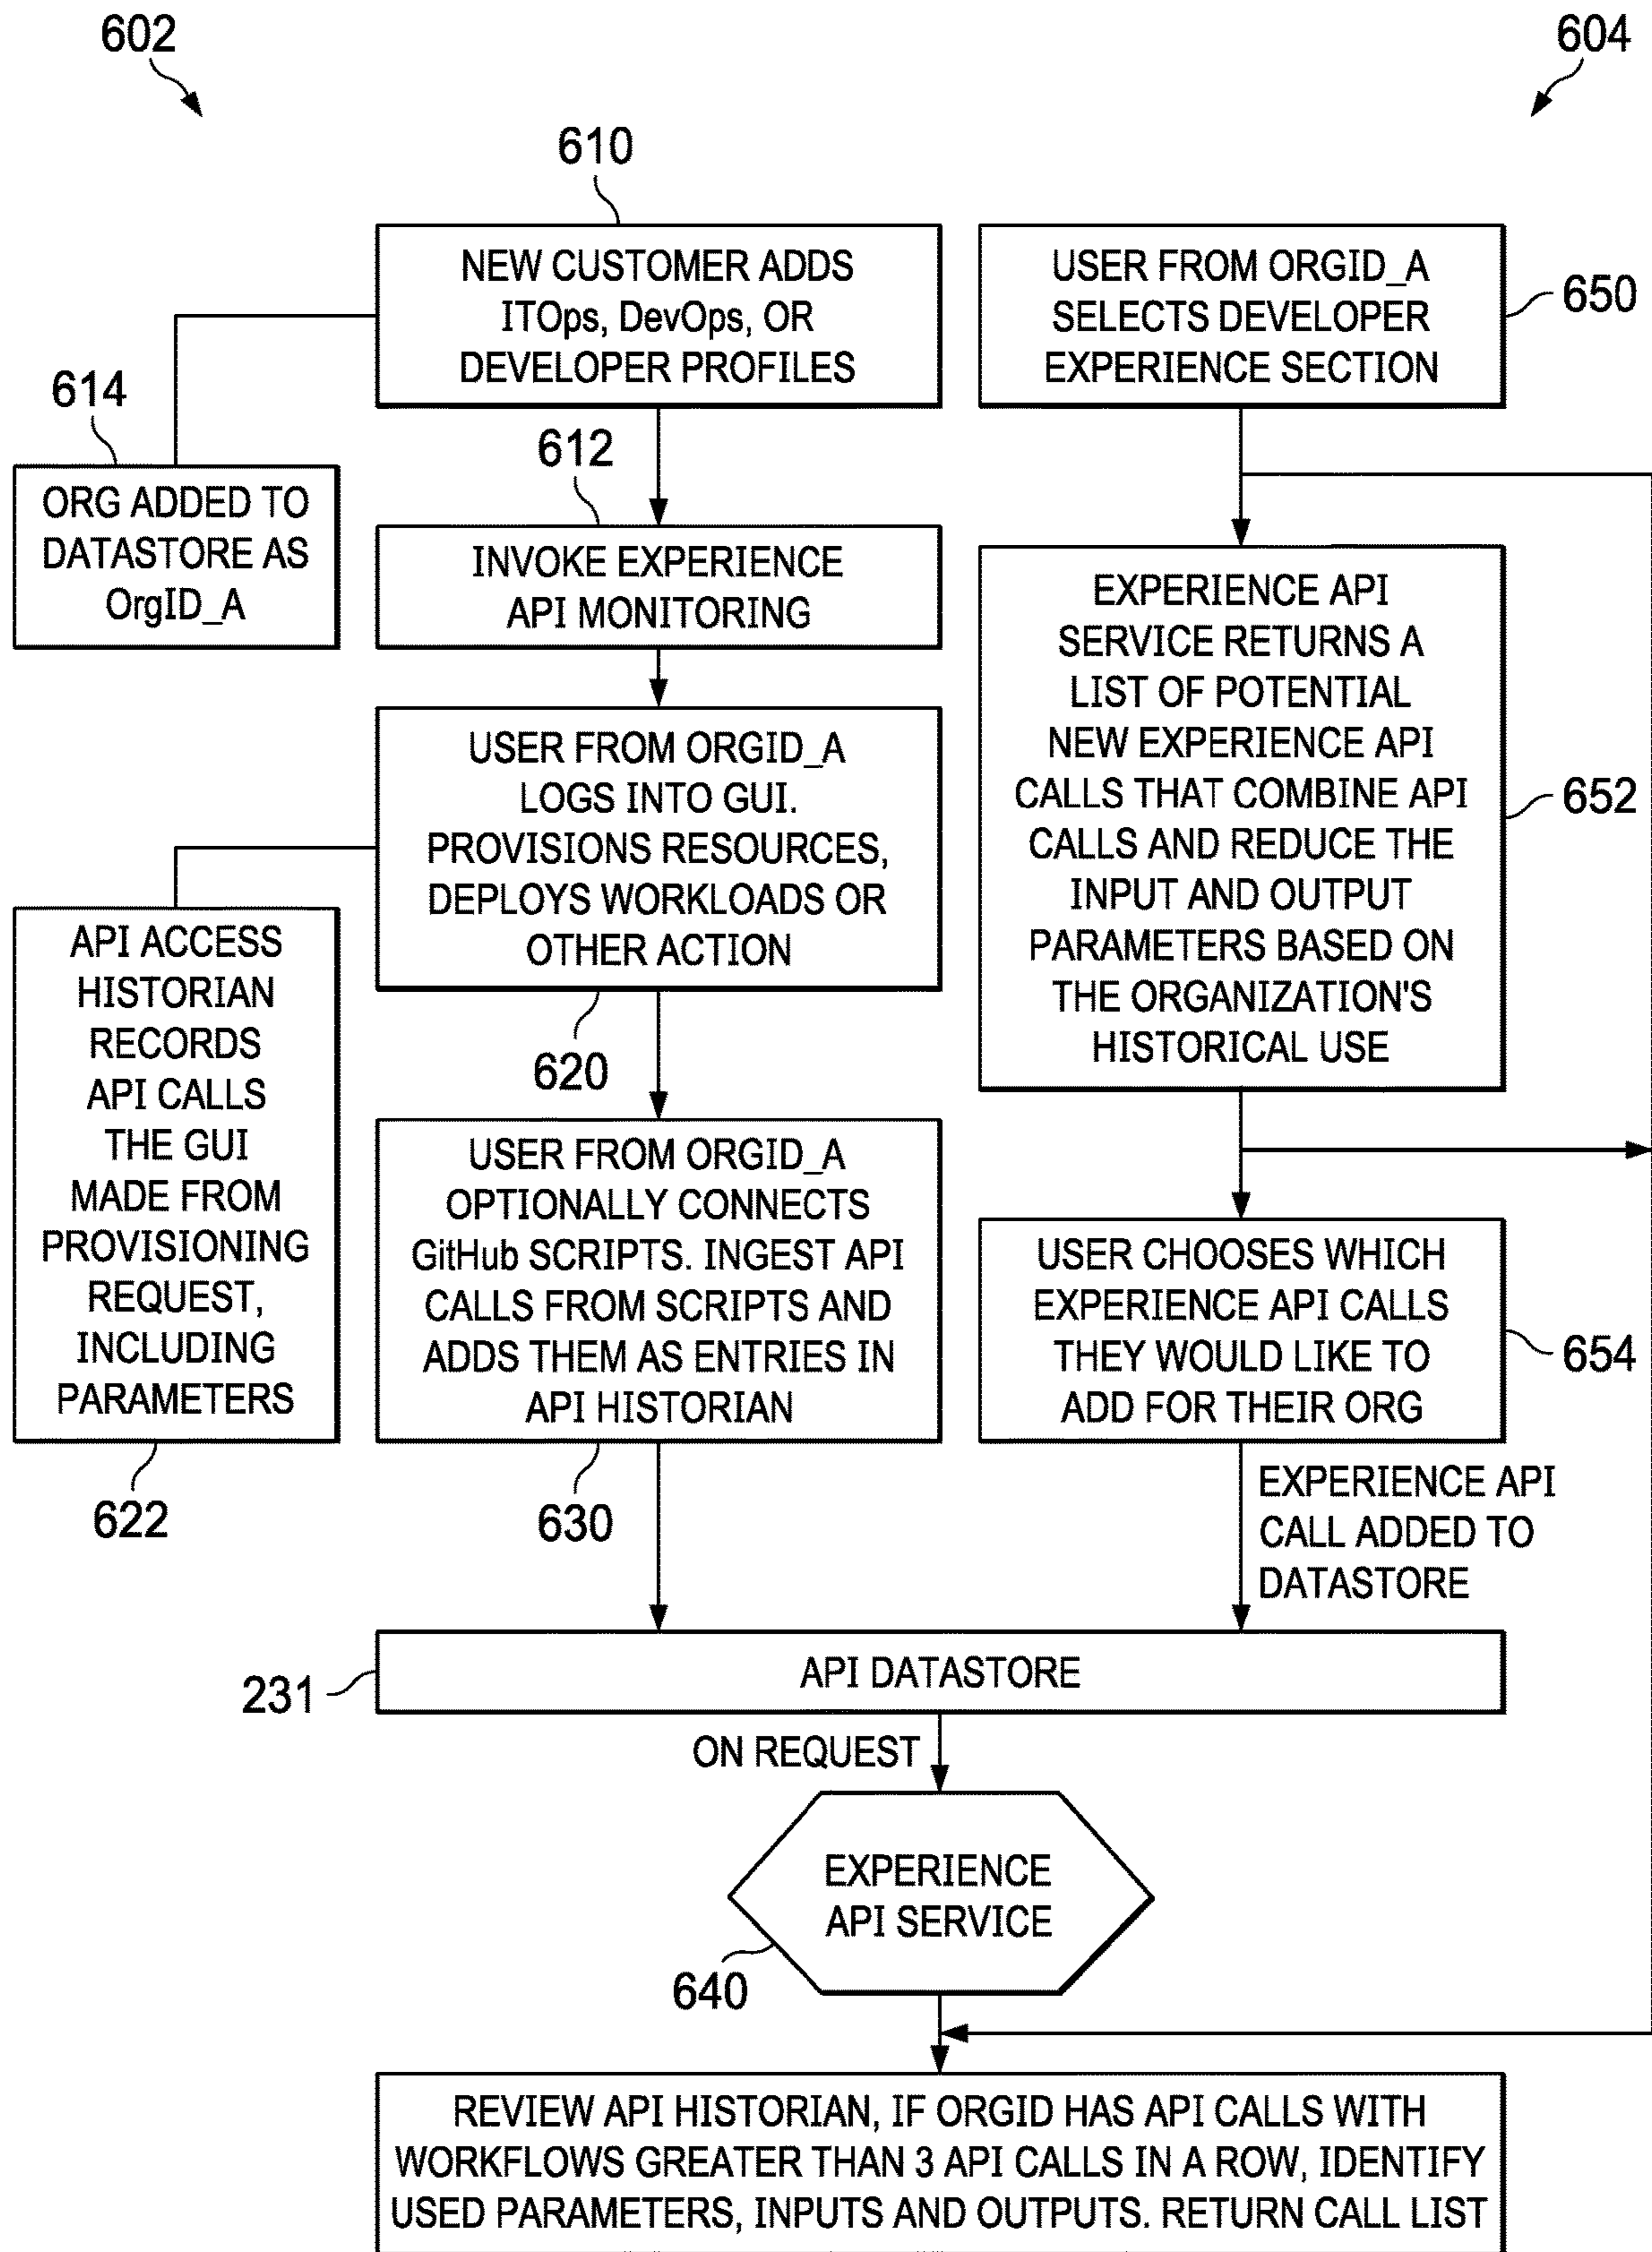 602
604
610
NEW CUSTOMER ADDS
ITOps, DevOps, OR
DEVELOPER PROFILES
USER FROM ORGID_A
SELECTS DEVELOPER
EXPERIENCE SECTION
650
614
ORG ADDED TO
DATASTORE AS
OrgID_A
612
INVOKE EXPERIENCE
API MONITORING
EXPERIENCE API
SERVICE RETURNS A
LIST OF POTENTIAL
NEW EXPERIENCE API
CALLS THAT COMBINE API
CALLS AND REDUCE THE
INPUT AND OUTPUT
PARAMETERS BASED ON
THE ORGANIZATION'S
HISTORICAL USE
652
USER FROM ORGID_A
LOGS INTO GUI.
PROVISIONS RESOURCES,
DEPLOYS WORKLOADS OR
OTHER ACTION
620
API ACCESS
HISTORIAN
RECORDS
API CALLS
THE GUI
MADE FROM
PROVISIONING
REQUEST,
INCLUDING
PARAMETERS
622
USER FROM ORGID_A
OPTIONALLY CONNECTS
GitHub SCRIPTS. INGEST API
CALLS FROM SCRIPTS AND
ADDS THEM AS ENTRIES IN
API HISTORIAN
630
USER CHOOSES WHICH
EXPERIENCE API CALLS
THEY WOULD LIKE TO
ADD FOR THEIR ORG
654
EXPERIENCE API
CALL ADDED TO
DATASTORE
API DATASTORE
231
ON REQUEST
EXPERIENCE
API SERVICE
640
REVIEW API HISTORIAN, IF ORGID HAS API CALLS WITH
WORKFLOWS GREATER THAN 3 API CALLS IN A ROW, IDENTIFY
USED PARAMETERS, INPUTS AND OUTPUTS. RETURN CALL LIST